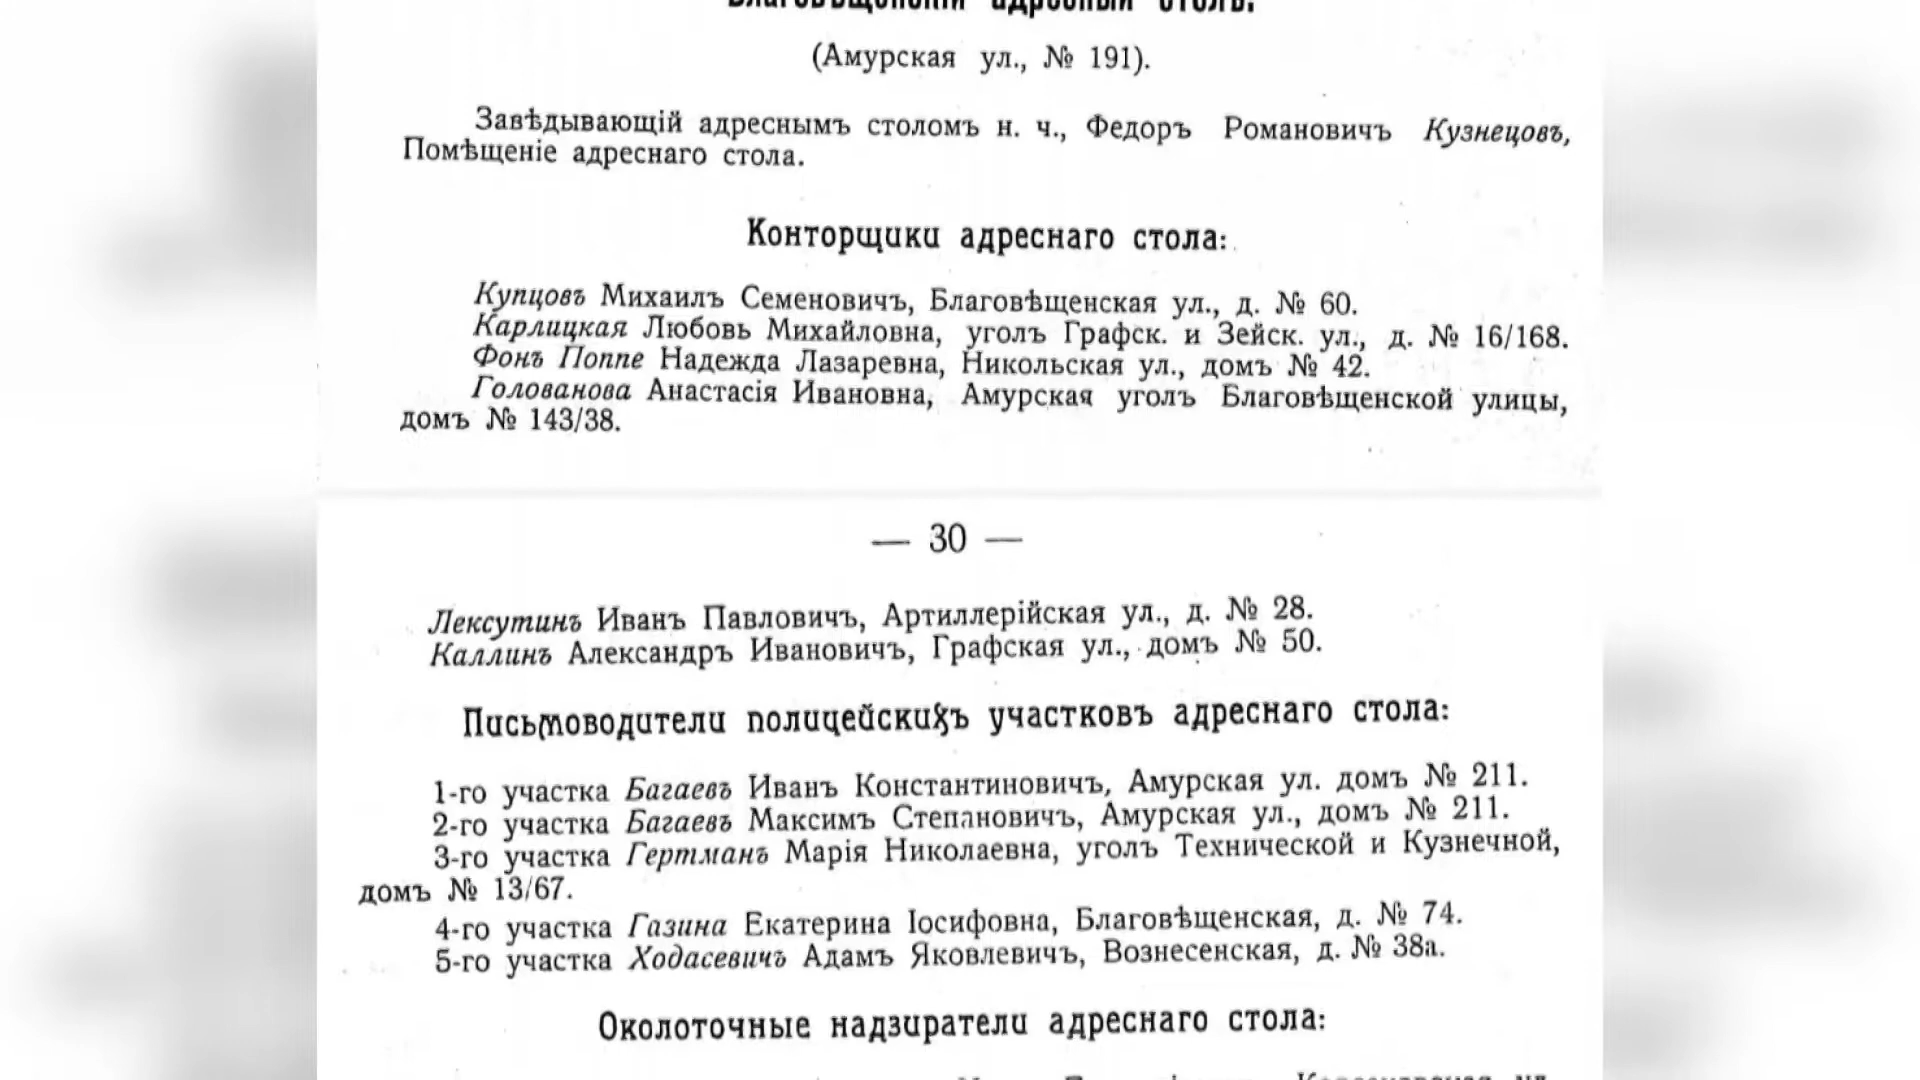 Благовѣщенскій адресный столъ.
(Амурская ул., № 191).
Завѣдывающій адреснымъ столомъ н. ч., Федоръ Романовичъ Кузнецовъ,
Помѣщеніе адреснаго стола.
Конторщики адреснаго стола:
Купцовъ Михаилъ Семеновичъ, Благовѣщенская ул., д. № 60.
Карлицкая Любовь Михайловна, уголъ Графск. и Зейск. ул., д. № 16/168.
Фонъ Поппе Надежда Лазаревна, Никольская ул., домъ № 42.
Голованова Анастасія Ивановна, Амурская уголъ Благовѣщенской улицы,
домъ № 143/38.
— 30 —
Лексутинъ Иванъ Павловичъ, Артиллерійская ул., д. № 28.
Каллинъ Александръ Ивановичъ, Графская ул., домъ № 50.
Письмоводители полицейскихъ участковъ адреснаго стола:
1-го участка Багаевъ Иванъ Константиновичъ, Амурская ул. домъ № 211.
2-го участка Багаевъ Максимъ Степановичъ, Амурская ул., домъ № 211.
3-го участка Гертманъ Марія Николаевна, уголъ Технической и Кузнечной,
домъ № 13/67.
4-го участка Газина Екатерина Іосифовна, Благовѣщенская, д. № 74.
5-го участка Ходасевичъ Адамъ Яковлевичъ, Вознесенская, д. № 38а.
Околоточные надзиратели адреснаго стола: